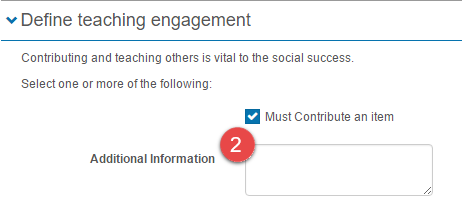 Define teaching engagement
Contributing and teaching others is vital to the social success.
Select one or more of the following:
Must Contribute an item
2
Additional Information